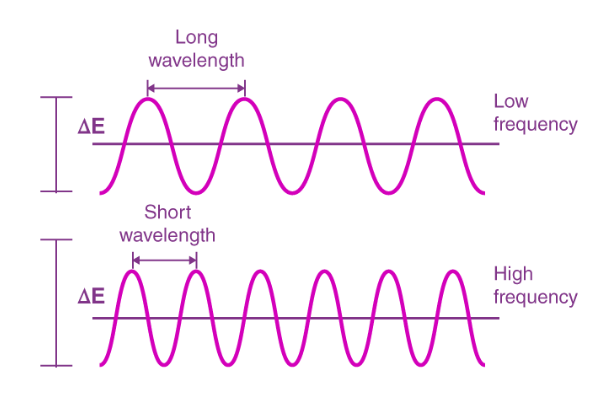 Long
wavelength
ΔE
Low
frequency
Short
wavelength
ΔE
High
frequency